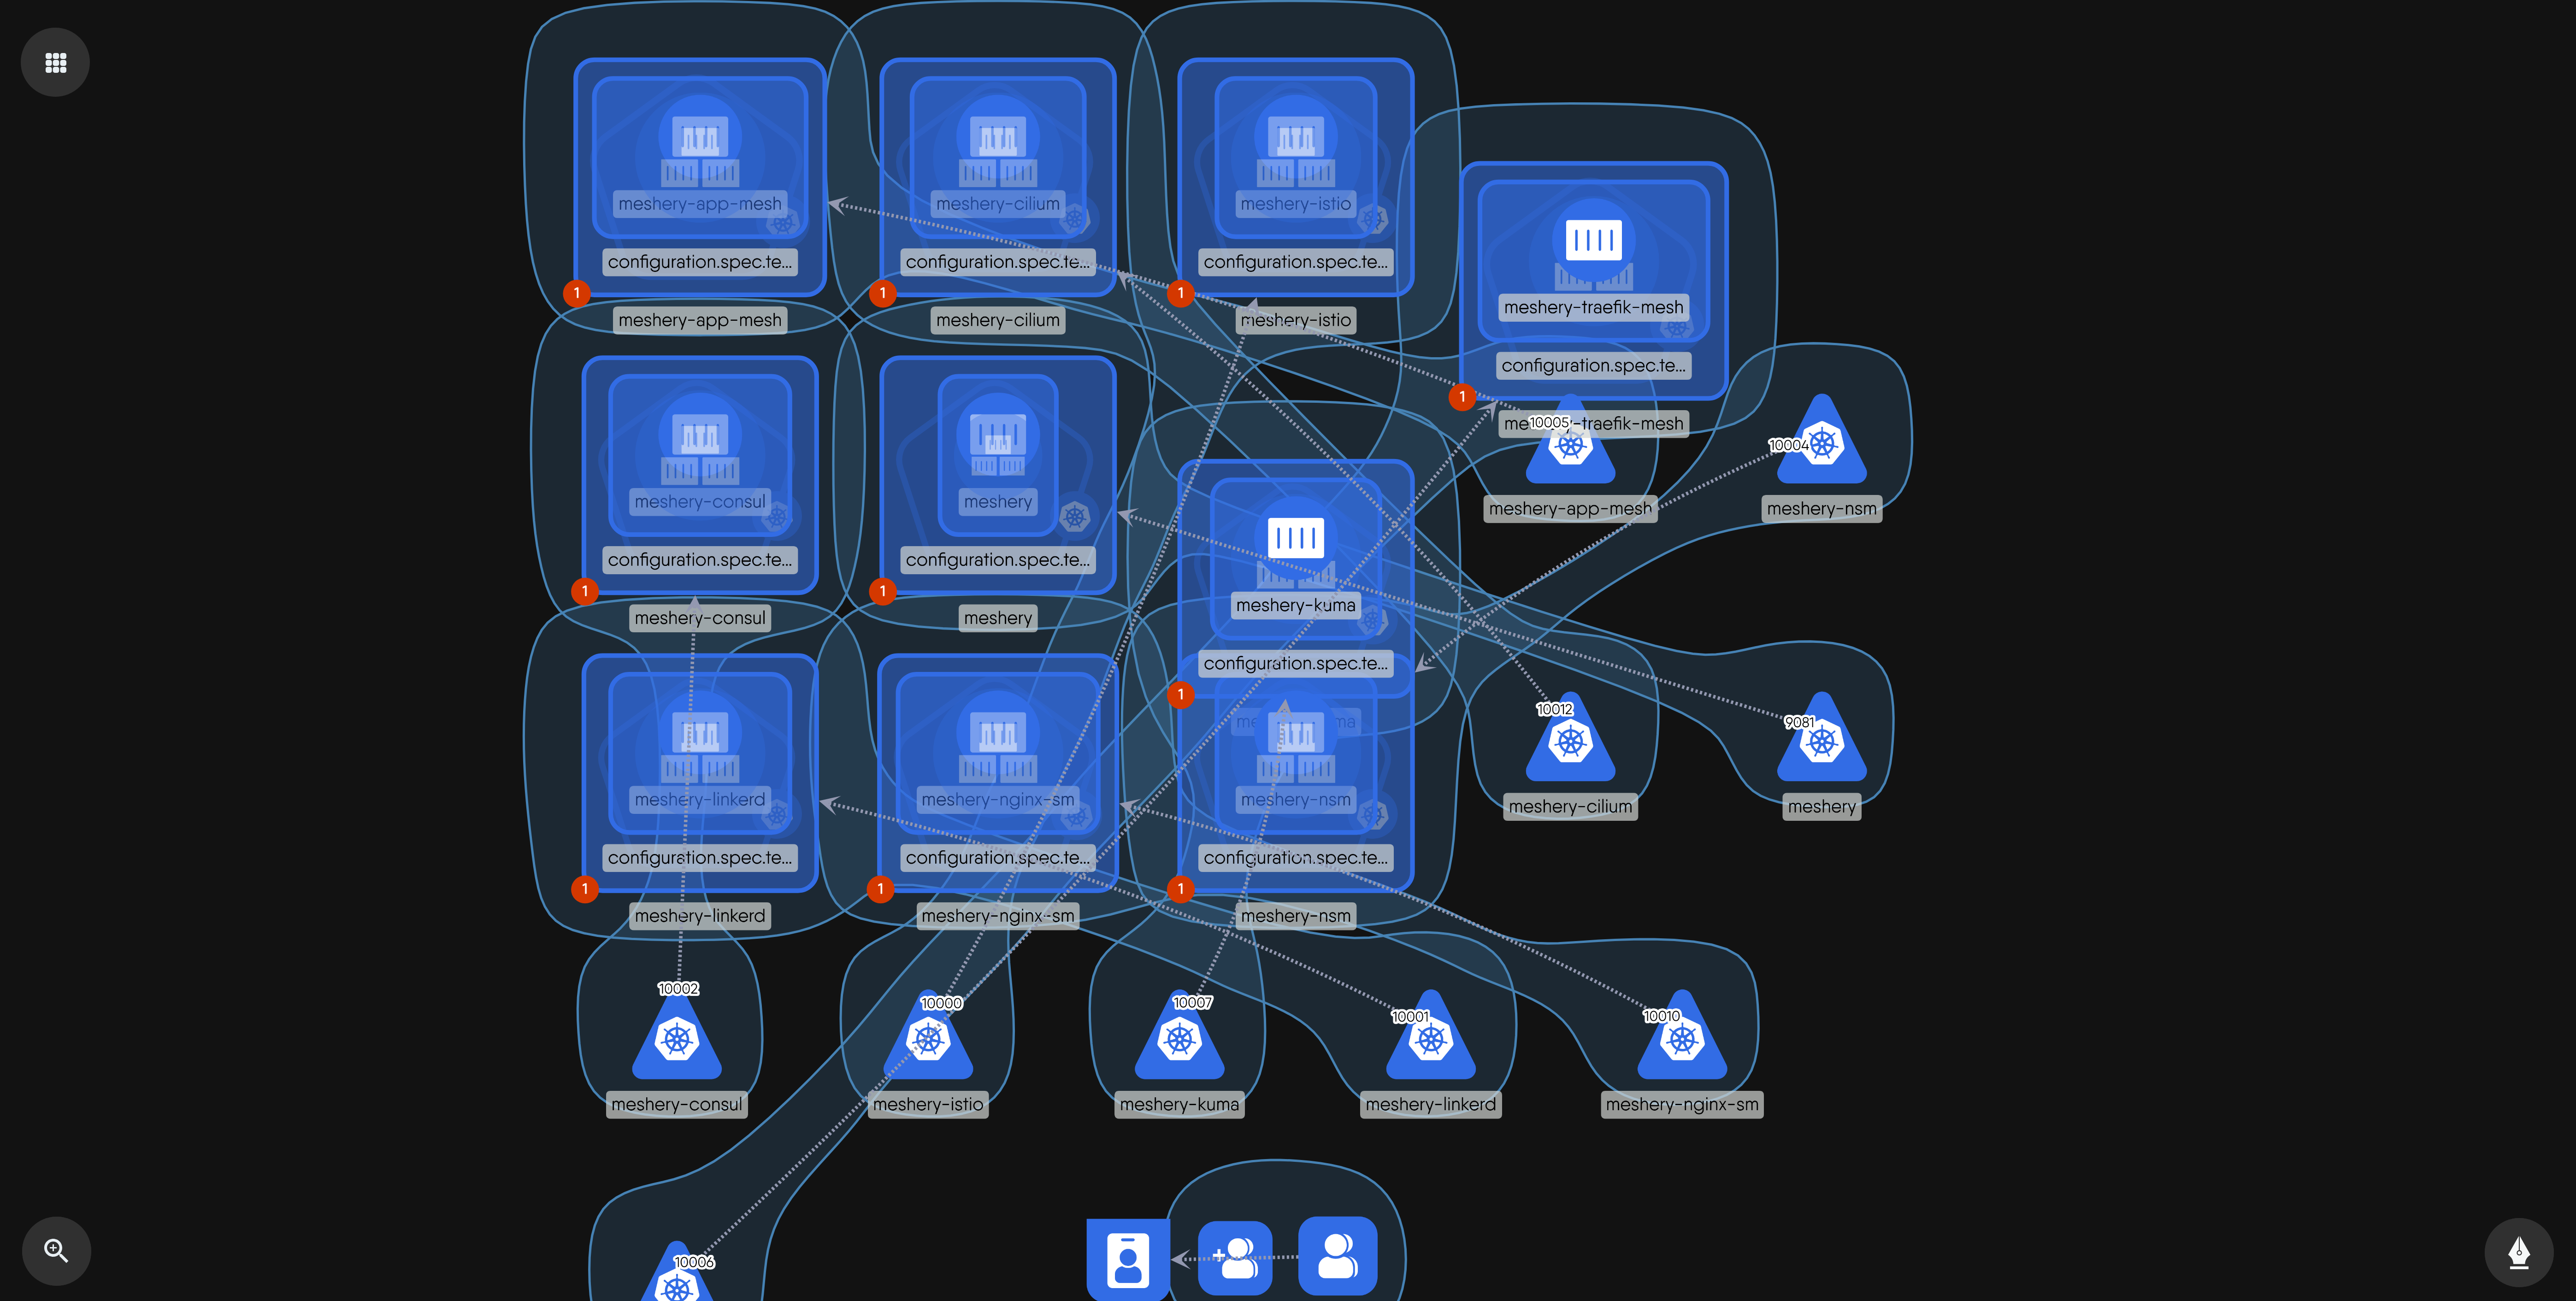 meshery-app-mesh
meshery-cilium
meshery-istio
configuration.spec.te...
configuration.spec.te...
configuration.spec.te...
1
1
1
meshery-app-mesh
meshery-cilium
meshery-istio
meshery-traefik-mesh
configuration.spec.te...
1
-traefik-mesh
10005
10004
meshery-app-mesh
meshery-nsm
meshery-consul
meshery
configuration.spec.te...
configuration.spec.te...
1
1
meshery-consul
meshery
meshery-kuma
configuration.spec.te...
1
10012
9081
meshery-cilium
meshery
meshery-linkerd
meshery-nginx-sm
meshery-nsm
configuration.spec.te...
configuration.spec.te...
configuration.spec.te...
1
1
1
meshery-linkerd
meshery-nginx-sm
meshery-nsm
10002
10000
10007
10001
10010
meshery-consul
meshery-istio
meshery-kuma
meshery-linkerd
meshery-nginx-sm
10006